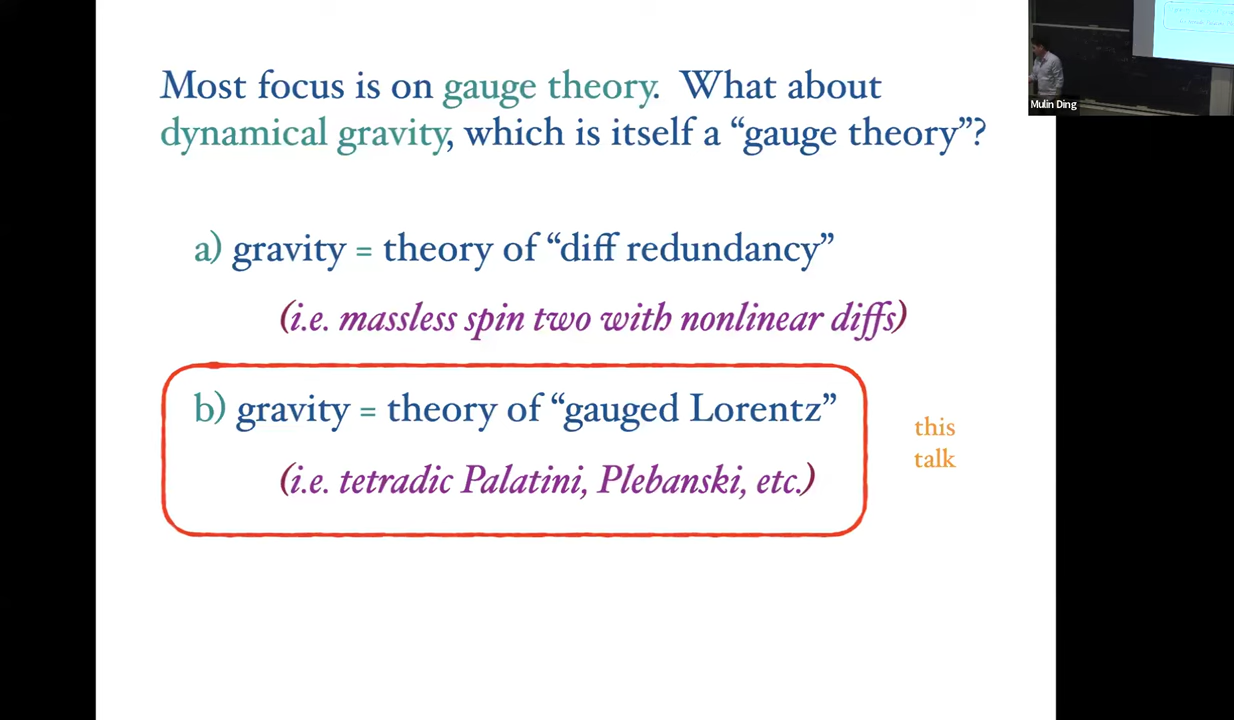 Most focus is on gauge theory. What about
dynamical gravity, which is itself a “gauge theory”?
a) gravity = theory of “diff redundancy”
(i.e. massless spin two with nonlinear diffs)
b) gravity = theory of “gauged Lorentz”
(i.e. tetradic Palatini, Plebanski, etc.)
this
talk
Mulin Ding